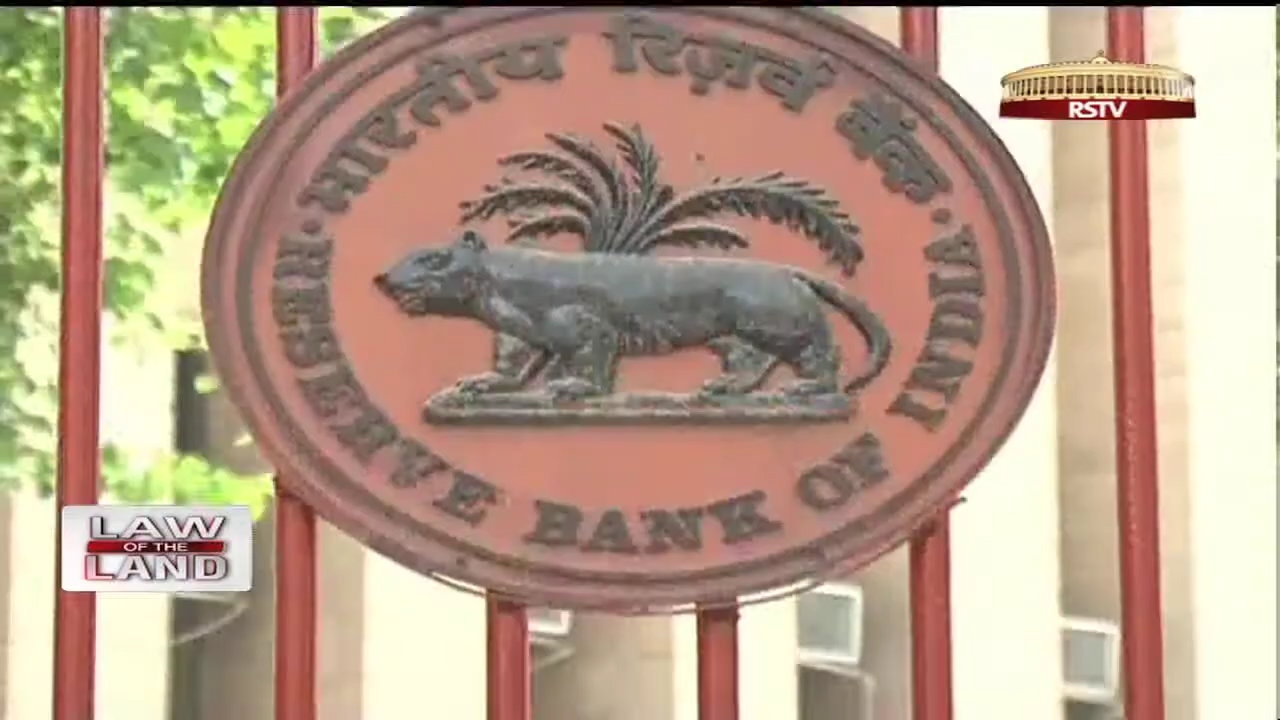 भारतीय रिज़र्व बैंक
RESERVE BANK OF INDIA
RSTV
LAW
OF THE
LAND